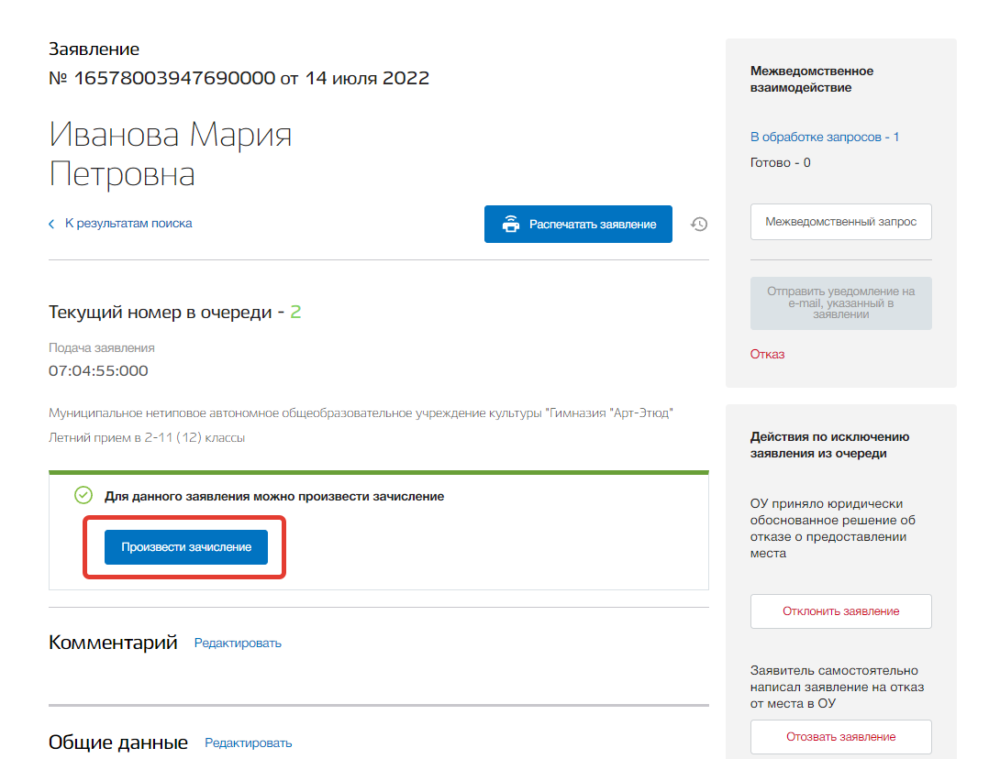 Заявление
№ 16578003947690000 от 14 июля 2022
Иванова Мария
Петровна
К результатам поиска
Распечатать заявление
Текущий номер в очереди - 2
Подача заявления
07:04:55:000
Муниципальное нетиповое автономное общеобразовательное учреждение культуры "Гимназия "Арт-Этюд"
Летний прием в 2-11 (12) классы
Для данного заявления можно произвести зачисление
Произвести зачисление
Комментарий Редактировать
Общие данные Редактировать
Межведомственное
взаимодействие
В обработке запросов - 1
Готово - 0
Межведомственный запрос
Отправить уведомление на
e-mail, указанный в
заявлении
Отказ
Действия по исключению
заявления из очереди
ОУ приняло юридически
обоснованное решение об
отказе о предоставлении
места
Отклонить заявление
Заявитель самостоятельно
написал заявление на отказ
от места в ОУ
Отозвать заявление